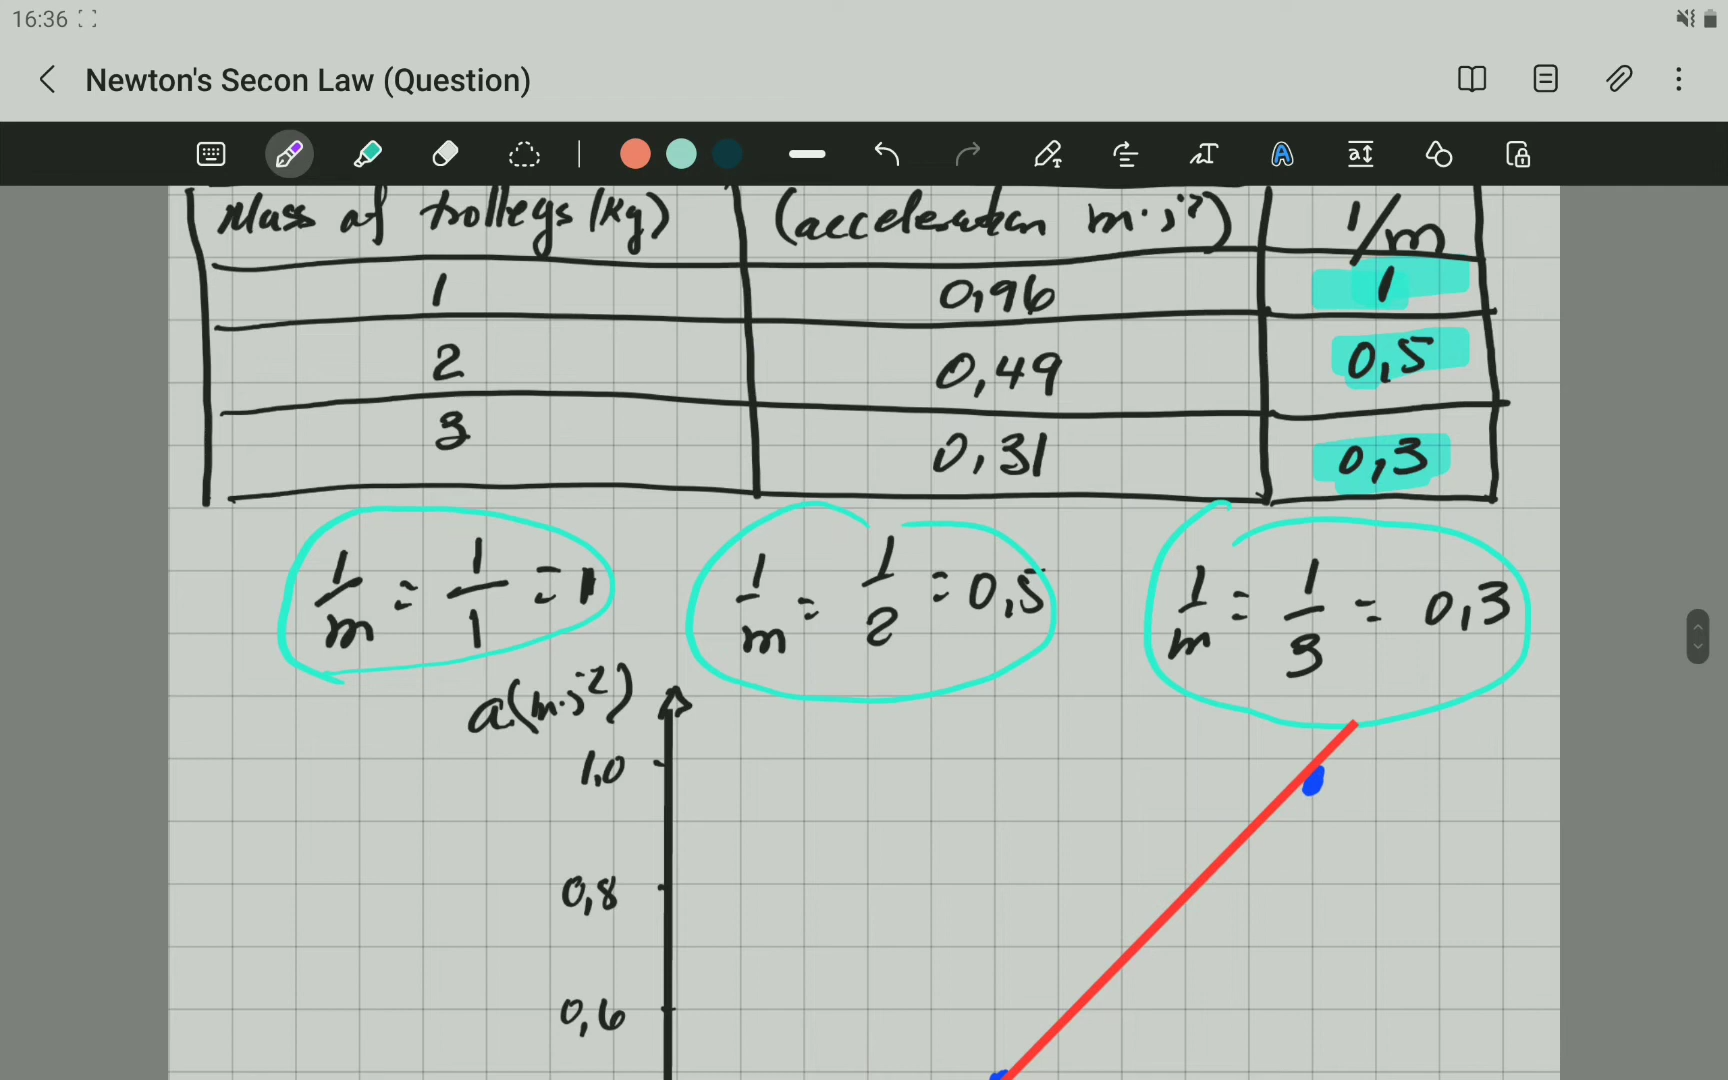 16:36
Newton's Secon Law (Question)
Mass of trolleys (Kg) (acceleration m·s²) 1/m
1 0,96 1
2 0,49 0,5
3 0,31 0,3
1/m = 1/1 = 1 1/m = 1/2 = 0,5 1/m = 1/3 = 0,3
a(m·s⁻²)
1,0
0,8
0,6